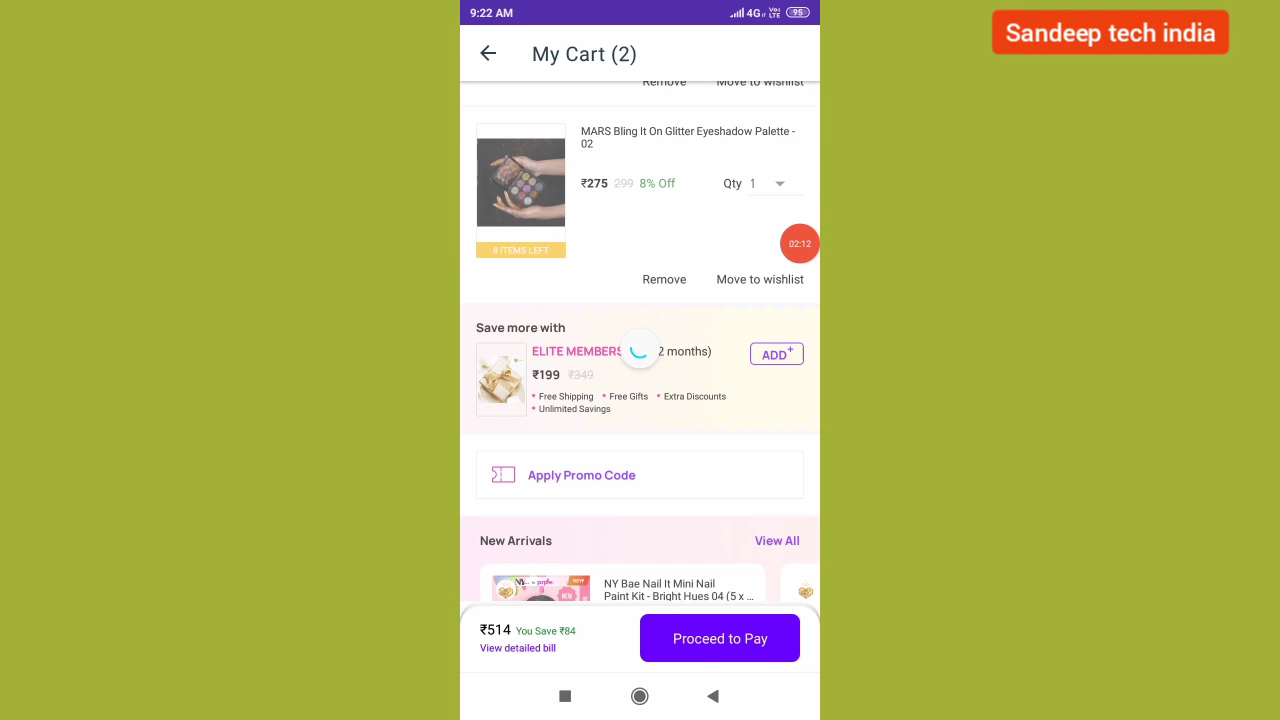 9:22 AM
4G
Vo)
LTE
95
Sandeep tech india
My Cart (2)
Remove
Move to wishlist
MARS Bling It On Glitter Eyeshadow Palette -
02
₹275 299 8% Off
Qty 1
8 ITEMS LEFT
02:12
Remove
Move to wishlist
Save more with
ELITE MEMBERS 2 months)
ADD+
₹199 ₹349
• Free Shipping • Free Gifts • Extra Discounts
• Unlimited Savings
Apply Promo Code
New Arrivals
View All
NY Bae Nail It Mini Nail
Paint Kit - Bright Hues 04 (5 x ...
₹514 You Save ₹84
View detailed bill
Proceed to Pay